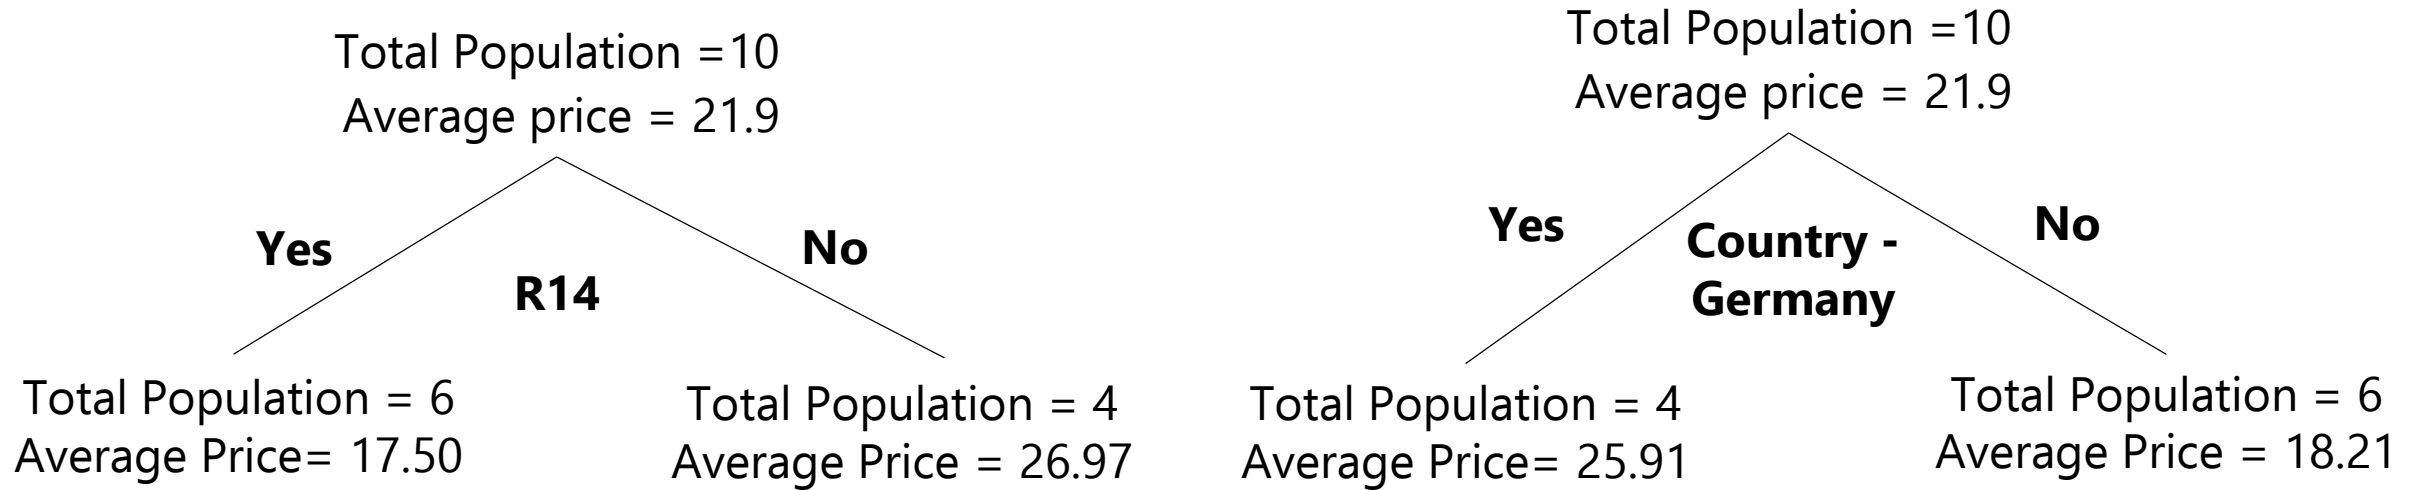 Total Population =10
Average price = 21.9
Yes
No
R14
Total Population = 6
Average Price= 17.50
Total Population = 4
Average Price = 26.97
Total Population =10
Average price = 21.9
Yes
No
Country -
Germany
Total Population = 4
Average Price= 25.91
Total Population = 6
Average Price = 18.21